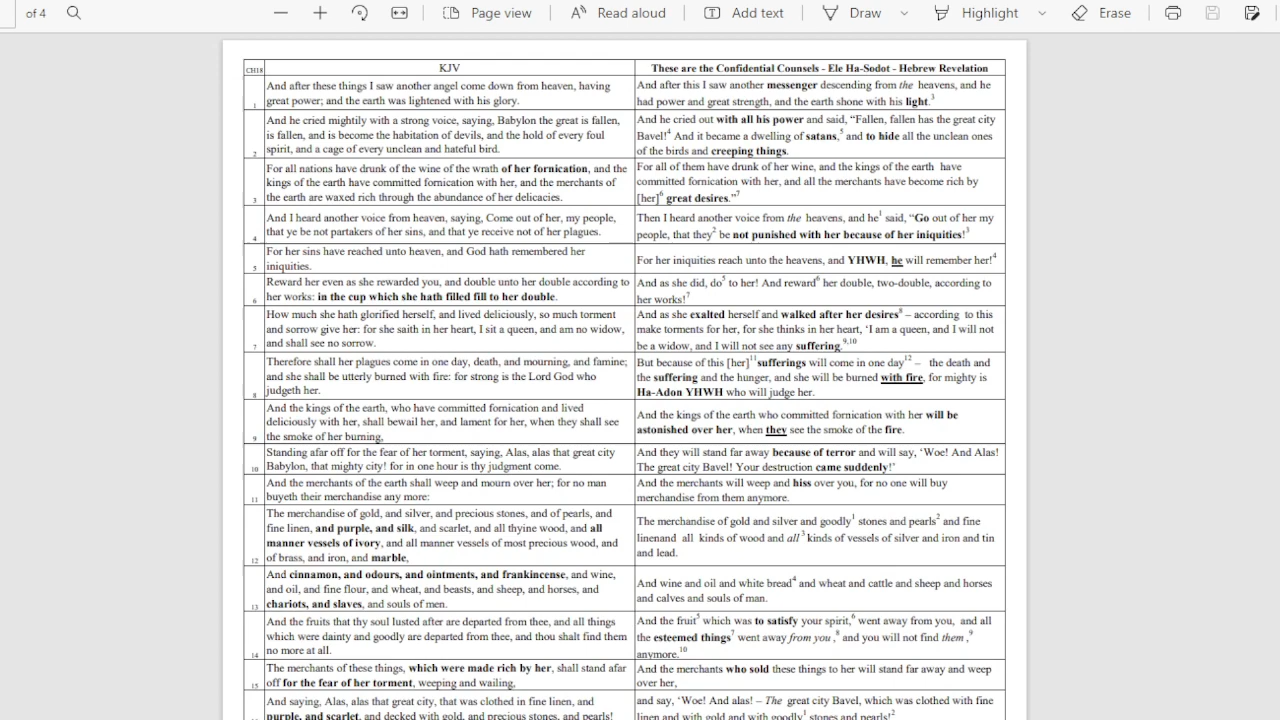 of 4
Page view
Read aloud
Add text
Draw
Highlight
Erase
CH18
KJV
These are the Confidential Counsels - Ele Ha-Sodot - Hebrew Revelation
1
And after these things I saw another angel come down from heaven, having
great power; and the earth was lightened with his glory.
And after this I saw another messenger descending from the heavens, and he
had power and great strength, and the earth shone with his light.3
2
And he cried mightily with a strong voice, saying, Babylon the great is fallen,
is fallen, and is become the habitation of devils, and the hold of every foul
spirit, and a cage of every unclean and hateful bird.
And he cried out with all his power and said, “Fallen, fallen has the great city
Bavel!4 And it became a dwelling of satans,5 and to hide all the unclean ones
of the birds and creeping things.
3
For all nations have drunk of the wine of the wrath of her fornication, and the
kings of the earth have committed fornication with her, and the merchants of
the earth are waxed rich through the abundance of her delicacies.
For all of them have drunk of her wine, and the kings of the earth have
committed fornication with her, and all the merchants have become rich by
[her]6 great desires.”7
4
And I heard another voice from heaven, saying, Come out of her, my people,
that ye be not partakers of her sins, and that ye receive not of her plagues.
Then I heard another voice from the heavens, and he1 said, “Go out of her my
people, that they2 be not punished with her because of her iniquities!3
5
For her sins have reached unto heaven, and God hath remembered her
iniquities.
For her iniquities reach unto the heavens, and YHWH, he will remember her!4
6
Reward her even as she rewarded you, and double unto her double according to
her works: in the cup which she hath filled fill to her double.
And as she did, do5 to her! And reward6 her double, two-double, according to
her works!7
7
How much she hath glorified herself, and lived deliciously, so much torment
and sorrow give her: for she saith in her heart, I sit a queen, and am no widow,
and shall see no sorrow.
And as she exalted herself and walked after her desires8 – according to this
make torments for her, for she thinks in her heart, ‘I am a queen, and I will not
be a widow, and I will not see any suffering.9,10
8
Therefore shall her plagues come in one day, death, and mourning, and famine;
and she shall be utterly burned with fire: for strong is the Lord God who
judgeth her.
But because of this [her]11 sufferings will come in one day12 – the death and
the suffering and the hunger, and she will be burned with fire, for mighty is
Ha-Adon YHWH who will judge her.
9
And the kings of the earth, who have committed fornication and lived
deliciously with her, shall bewail her, and lament for her, when they shall see
the smoke of her burning,
And the kings of the earth who committed fornication with her will be
astonished over her, when they see the smoke of the fire.
10
Standing afar off for the fear of her torment, saying, Alas, alas that great city
Babylon, that mighty city! for in one hour is thy judgment come.
And they will stand far away because of terror and will say, ‘Woe! And Alas!
The great city Bavel! Your destruction came suddenly!’
11
And the merchants of the earth shall weep and mourn over her; for no man
buyeth their merchandise any more:
And the merchants will weep and hiss over you, for no one will buy
merchandise from them anymore.
12
The merchandise of gold, and silver, and precious stones, and of pearls, and
fine linen, and purple, and silk, and scarlet, and all thyine wood, and all
manner vessels of ivory, and all manner vessels of most precious wood, and
of brass, and iron, and marble,
The merchandise of gold and silver and goodly1 stones and pearls2 and fine
linenand all kinds of wood and all3 kinds of vessels of silver and iron and tin
and lead.
13
And cinnamon, and odours, and ointments, and frankincense, and wine,
and oil, and fine flour, and wheat, and beasts, and sheep, and horses, and
chariots, and slaves, and souls of men.
And wine and oil and white bread4 and wheat and cattle and sheep and horses
and calves and souls of man.
14
And the fruits that thy soul lusted after are departed from thee, and all things
which were dainty and goodly are departed from thee, and thou shalt find them
no more at all.
And the fruit5 which was to satisfy your spirit,6 went away from you, and all
the esteemed things7 went away from you,8 and you will not find them,9
anymore.10
15
The merchants of these things, which were made rich by her, shall stand afar
off for the fear of her torment, weeping and wailing,
And the merchants who sold these things to her will stand far away and weep
over her,
And saying, Alas, alas that great city, that was clothed in fine linen, and
purple, and scarlet, and decked with gold, and precious stones, and pearls!
and say, ‘Woe! And alas! – The great city Bavel, which was clothed with fine
linen and with gold and with goodly1 stones and pearls!2